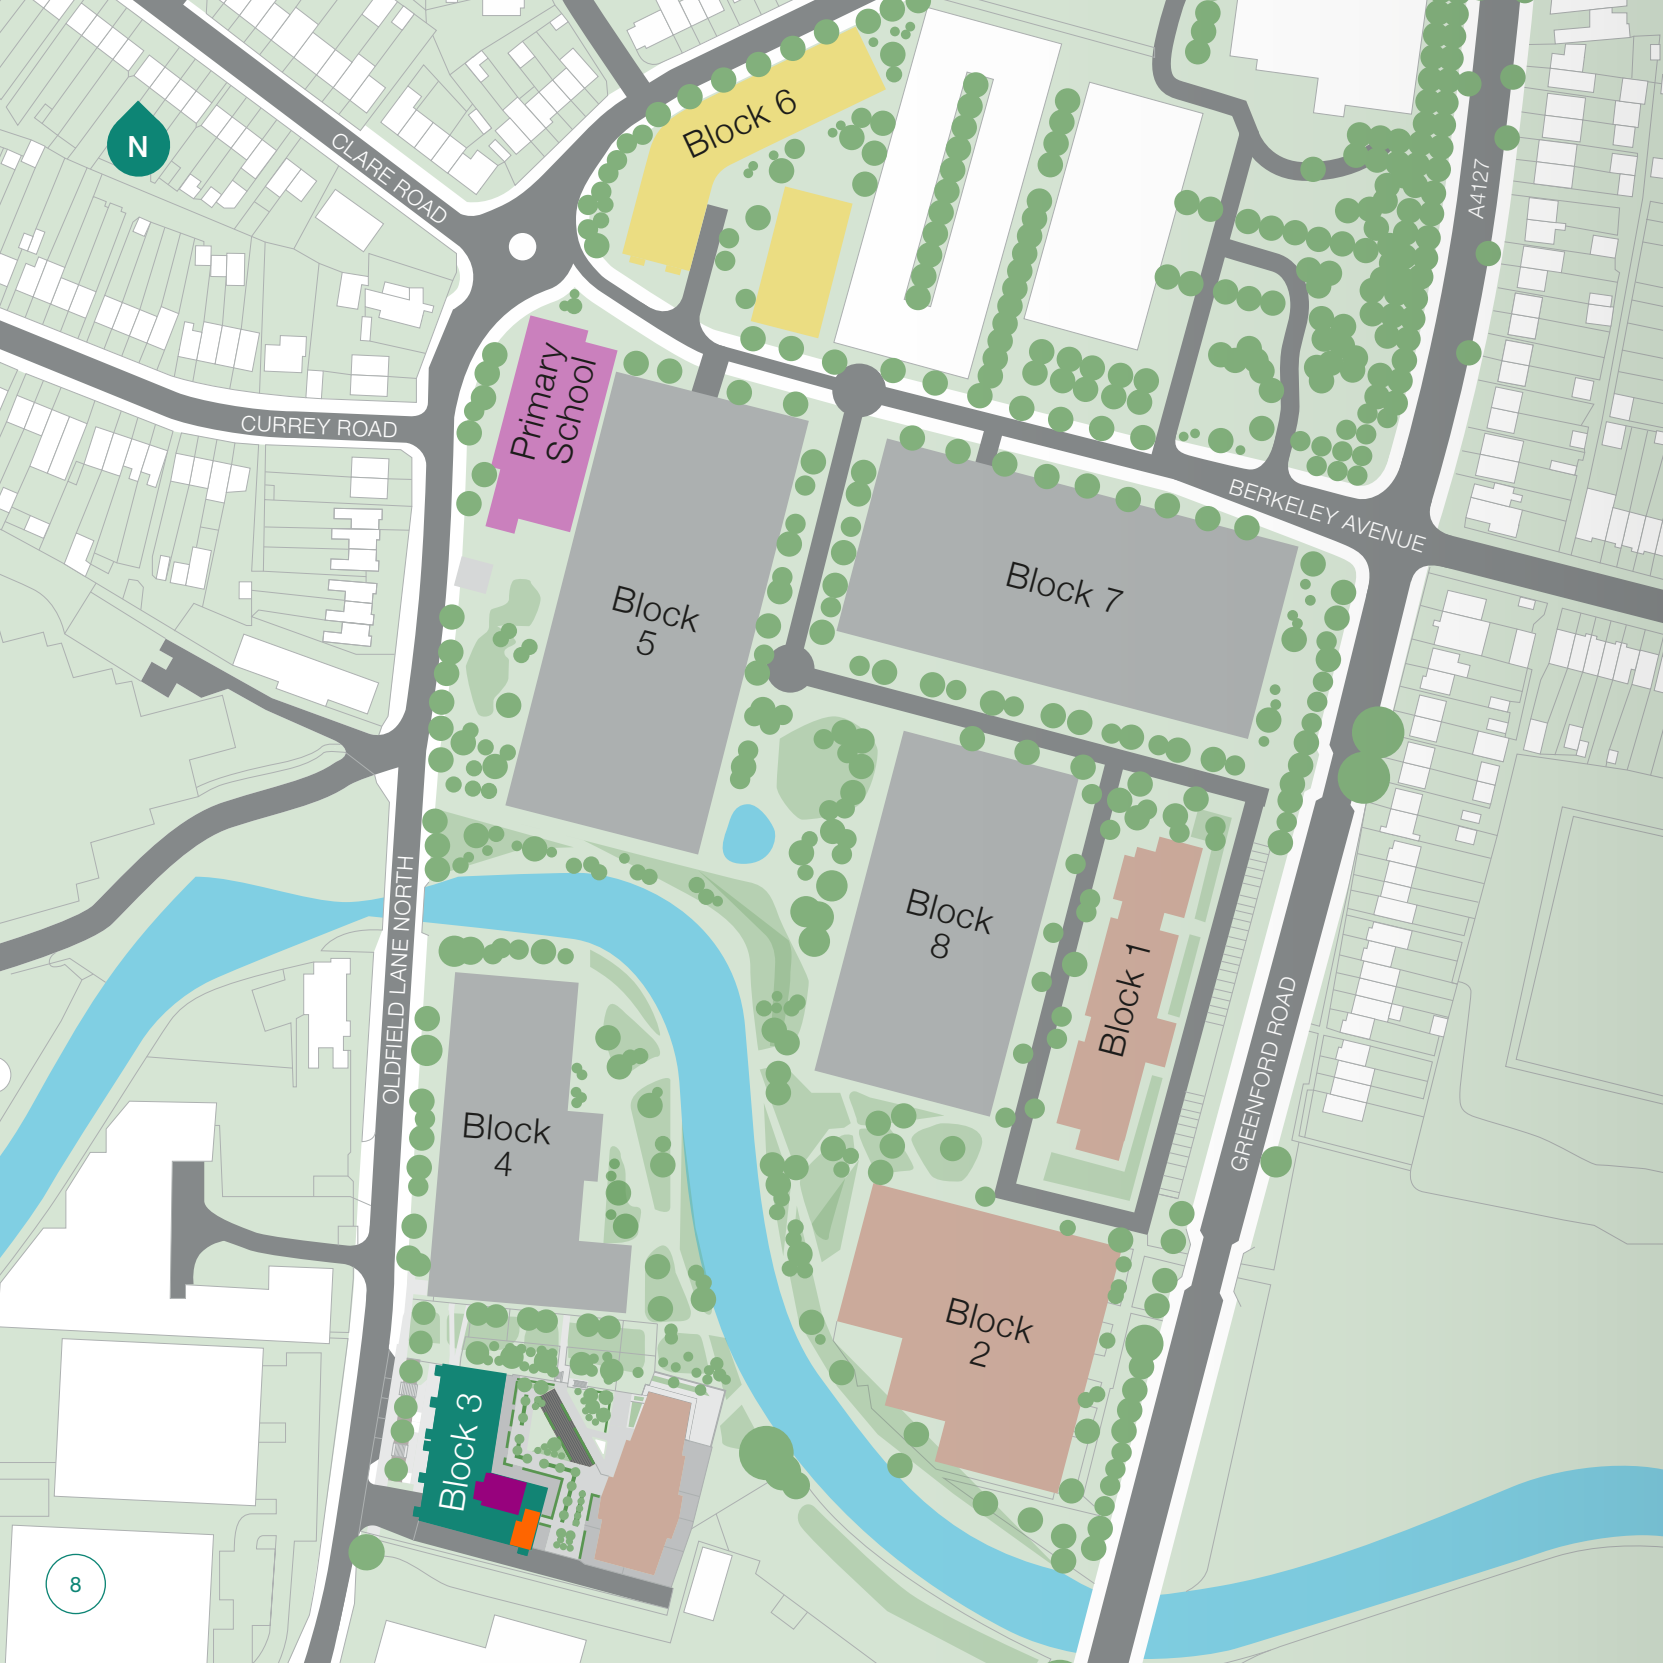 Block 6
N
CLARE ROAD
A4127
Primary
School
CURREY ROAD
BERKELEY AVENUE
Block 7
Block
5
Block
8
Block 1
OLDFIELD LANE NORTH
GREENFORD ROAD
Block
4
Block
2
Block 3
8